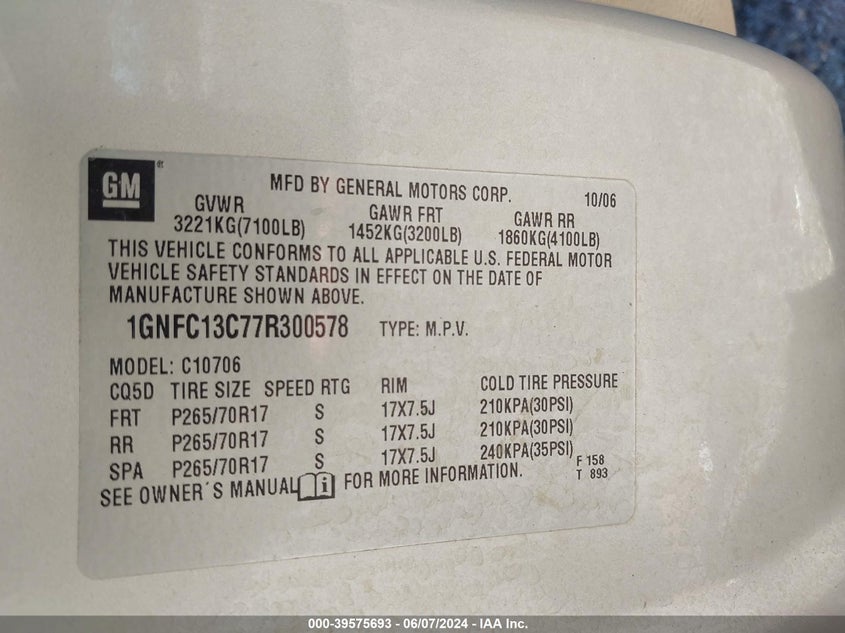 GM®
MFD BY GENERAL MOTORS CORP. 10/06
GVWR GAWR FRT GAWR RR
3221KG(7100LB) 1452KG(3200LB) 1860KG(4100LB)
THIS VEHICLE CONFORMS TO ALL APPLICABLE U.S. FEDERAL MOTOR
VEHICLE SAFETY STANDARDS IN EFFECT ON THE DATE OF
MANUFACTURE SHOWN ABOVE.
1GNFC13C77R300578 TYPE: M.P.V.
MODEL: C10706
CQ5D TIRE SIZE SPEED RTG RIM COLD TIRE PRESSURE
FRT P265/70R17 S 17X7.5J 210KPA(30PSI)
RR P265/70R17 S 17X7.5J 210KPA(30PSI)
SPA P265/70R17 S 17X7.5J 240KPA(35PSI)
SEE OWNER'S MANUAL FOR MORE INFORMATION.
F 158
T 893
000-39575693 - 06/07/2024 - IAA Inc.